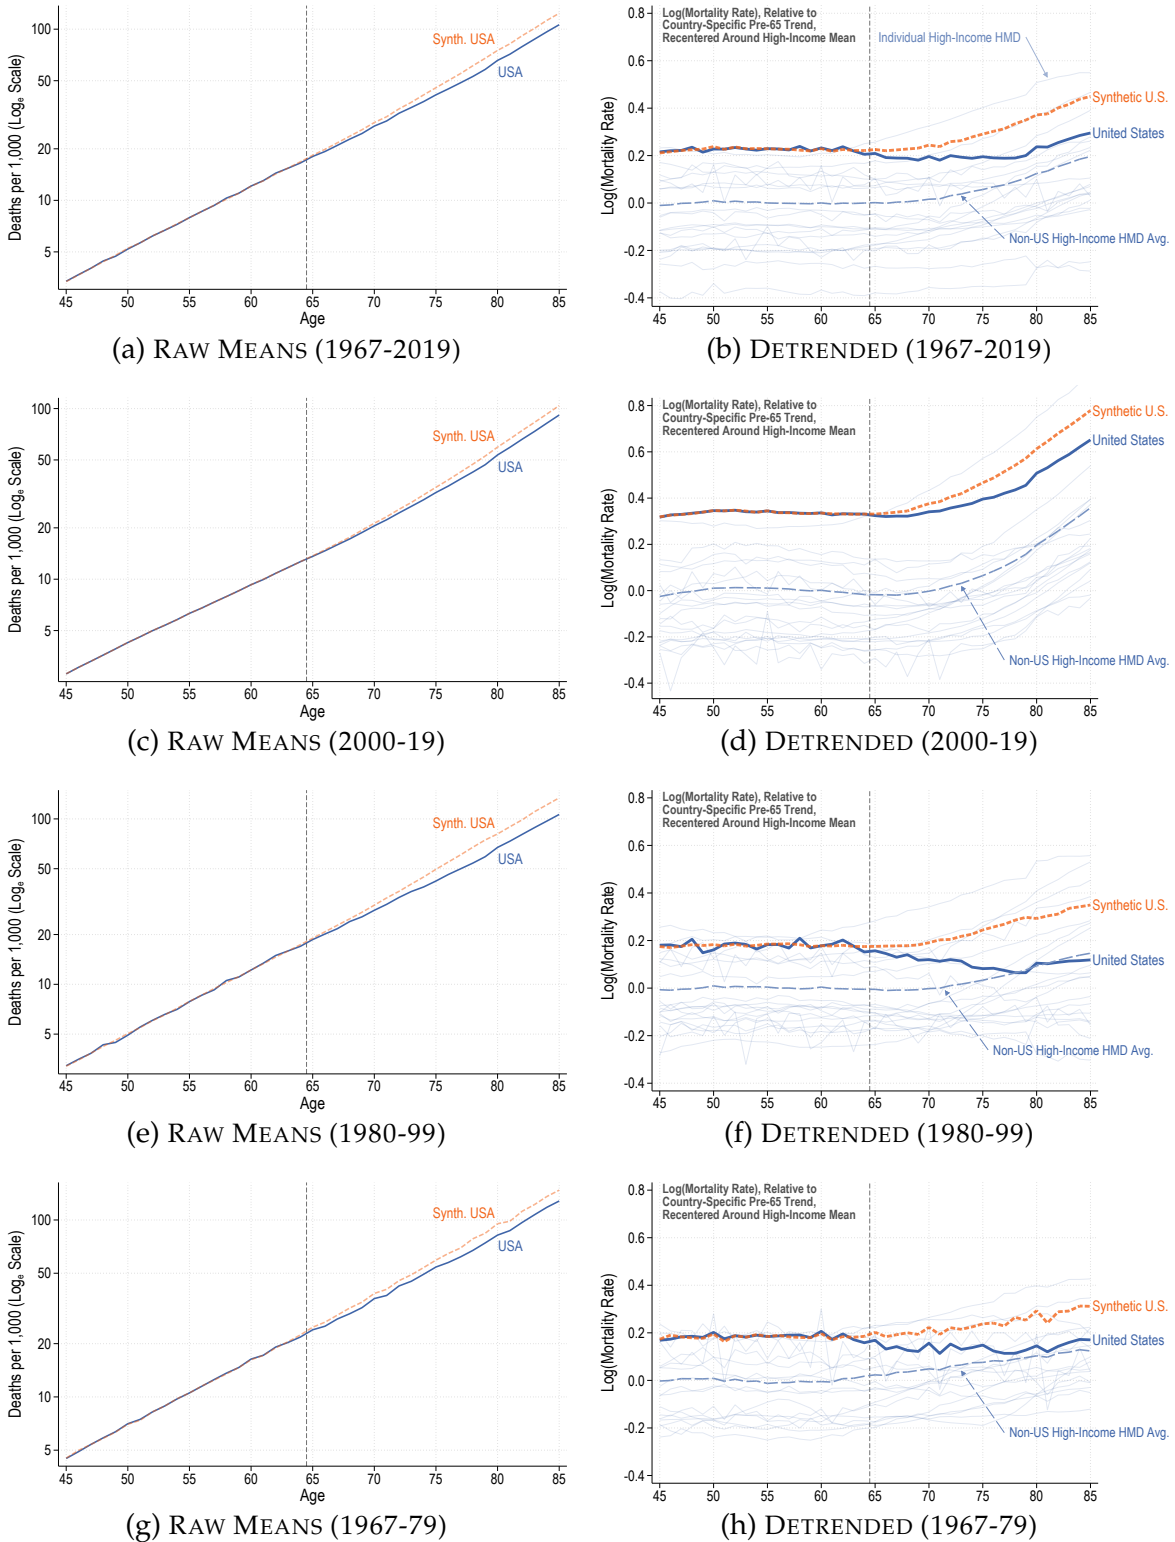 Deaths per 1,000 (Logₑ Scale)
100
50
20
10
5
Synth. USA
USA
45 50 55 60 65 70 75 80 85
Age
(a) RAW MEANS (1967-2019)
Log(Mortality Rate)
0.8
0.6
0.4
0.2
0.0
-0.2
-0.4
Log(Mortality Rate), Relative to
Country-Specific Pre-65 Trend,
Recentered Around High-Income Mean
Individual High-Income HMD
Synthetic U.S.
United States
Non-US High-Income HMD Avg.
45 50 55 60 65 70 75 80 85
(b) DETRENDED (1967-2019)
Deaths per 1,000 (Logₑ Scale)
100
50
20
10
5
Synth. USA
USA
45 50 55 60 65 70 75 80 85
Age
(c) RAW MEANS (2000-19)
Log(Mortality Rate)
0.8
0.6
0.4
0.2
0.0
-0.2
-0.4
Log(Mortality Rate), Relative to
Country-Specific Pre-65 Trend,
Recentered Around High-Income Mean
Synthetic U.S.
United States
Non-US High-Income HMD Avg.
45 50 55 60 65 70 75 80 85
(d) DETRENDED (2000-19)
Deaths per 1,000 (Logₑ Scale)
100
50
20
10
5
Synth. USA
USA
45 50 55 60 65 70 75 80 85
Age
(e) RAW MEANS (1980-99)
Log(Mortality Rate)
0.8
0.6
0.4
0.2
0.0
-0.2
-0.4
Log(Mortality Rate), Relative to
Country-Specific Pre-65 Trend,
Recentered Around High-Income Mean
Synthetic U.S.
United States
Non-US High-Income HMD Avg.
45 50 55 60 65 70 75 80 85
(f) DETRENDED (1980-99)
Deaths per 1,000 (Logₑ Scale)
100
50
20
10
5
Synth. USA
USA
45 50 55 60 65 70 75 80 85
Age
(g) RAW MEANS (1967-79)
Log(Mortality Rate)
0.8
0.6
0.4
0.2
0.0
-0.2
-0.4
Log(Mortality Rate), Relative to
Country-Specific Pre-65 Trend,
Recentered Around High-Income Mean
Synthetic U.S.
United States
Non-US High-Income HMD Avg.
45 50 55 60 65 70 75 80 85
(h) DETRENDED (1967-79)